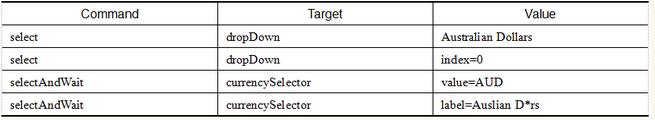 Command Target Value
select dropDown Australian Dollars
select dropDown index=0
selectAndWait currencySelector value=AUD
selectAndWait currencySelector label=Auslian D*rs